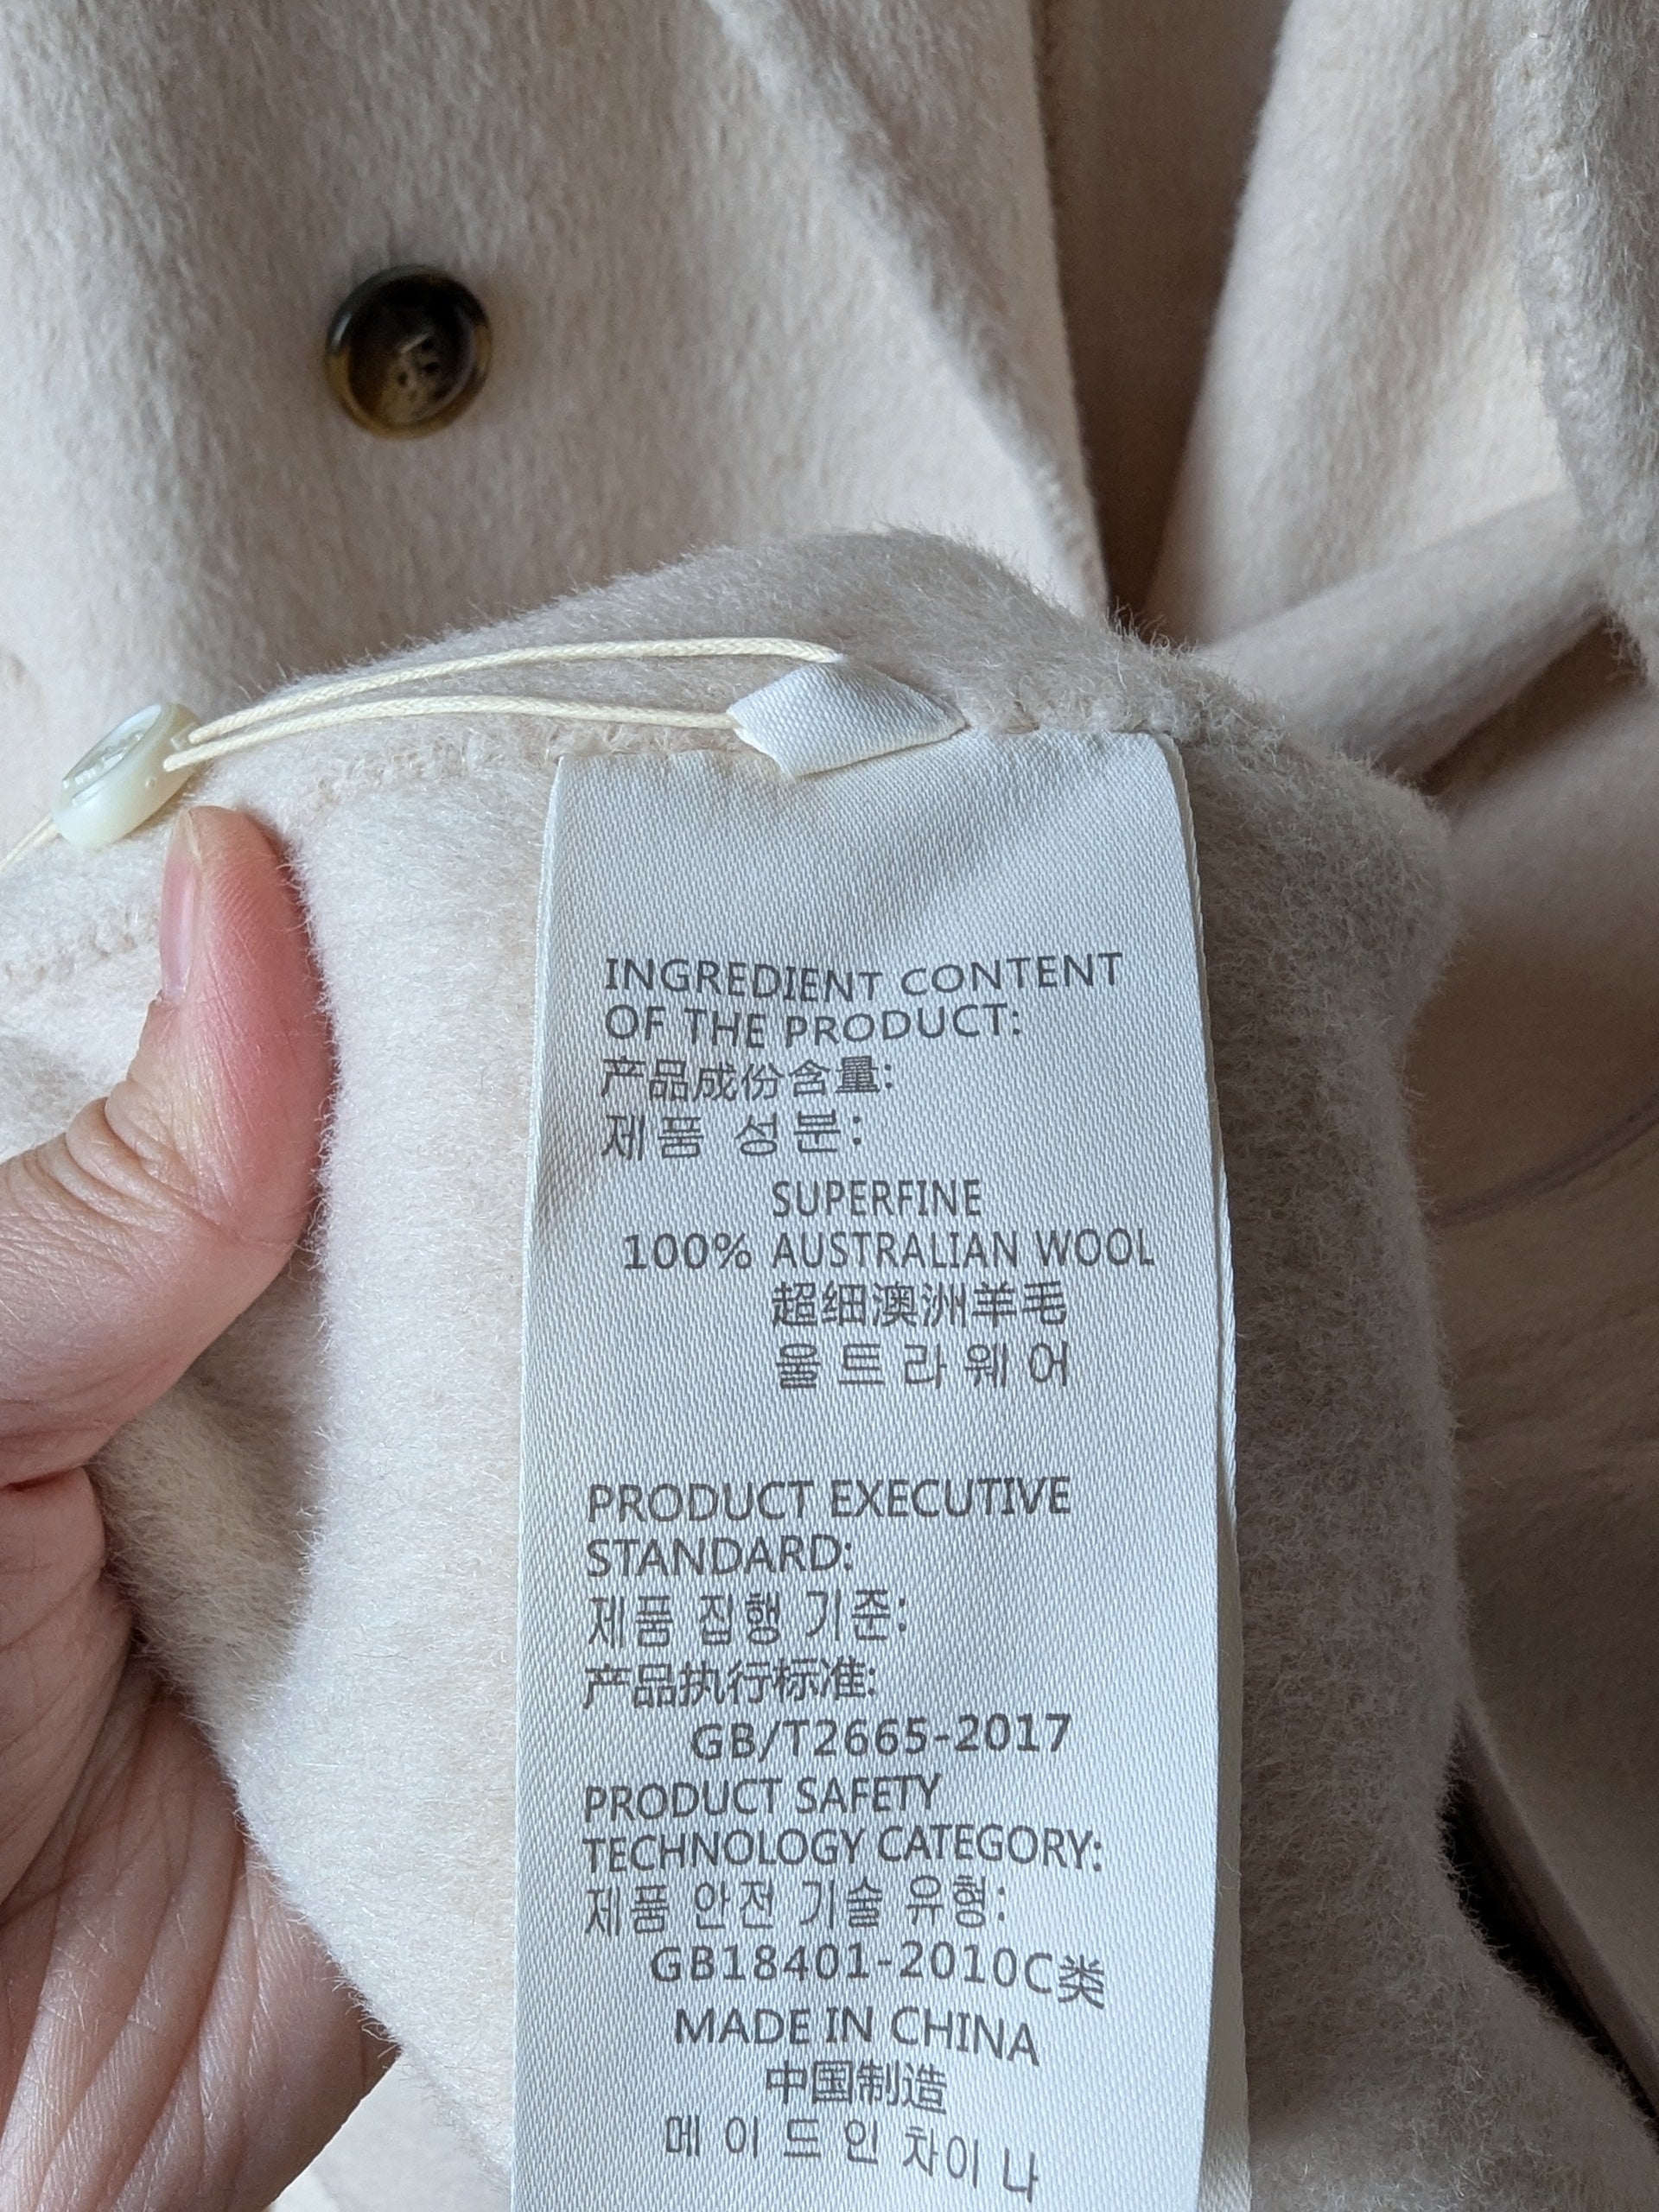 INGREDIENT CONTENT
OF THE PRODUCT:
产品成份含量:
제품 성분:
SUPERFINE
100% AUSTRALIAN WOOL
超细澳洲羊毛
울트라웨어
PRODUCT EXECUTIVE
STANDARD:
제품 집행 기준:
产品执行标准:
GB/T2665-2017
PRODUCT SAFETY
TECHNOLOGY CATEGORY:
제품 안전 기술 유형:
GB18401-2010C类
MADE IN CHINA
中国制造
메이드인차이나